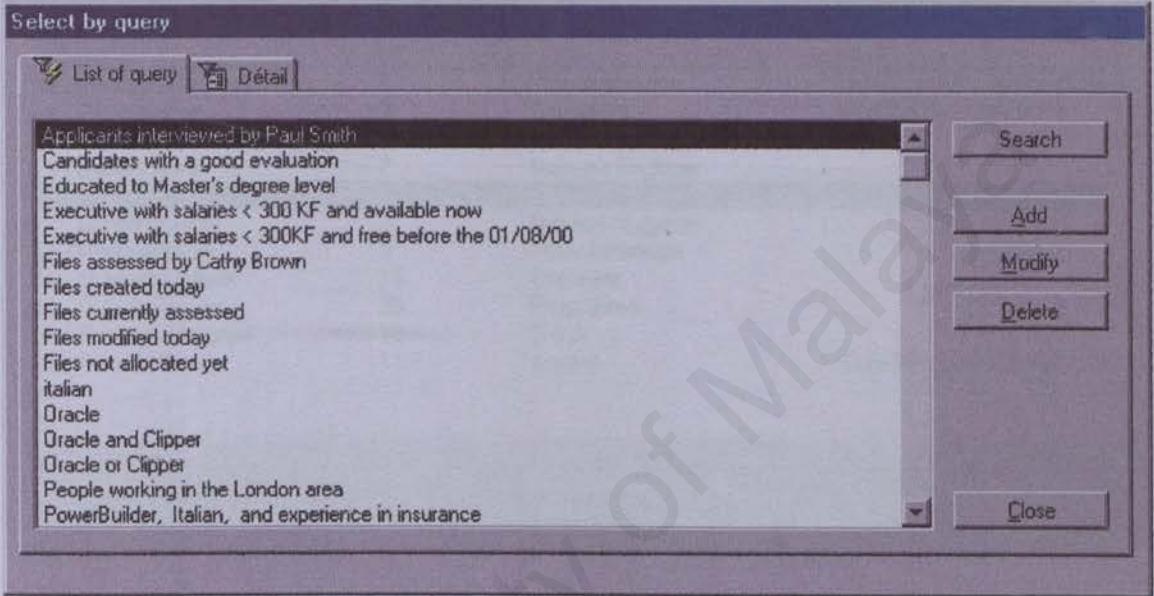 Select by query
List of query
Détail
Applicants interviewed by Paul Smith
Candidates with a good evaluation
Educated to Master's degree level
Executive with salaries < 300 KF and available now
Executive with salaries < 300KF and free before the 01/08/00
Files assessed by Cathy Brown
Files created today
Files currently assessed
Files modified today
Files not allocated yet
italian
Oracle
Oracle and Clipper
Oracle or Clipper
People working in the London area
PowerBuilder, Italian, and experience in insurance
Search
Add
Modify
Delete
Close
of Malaya